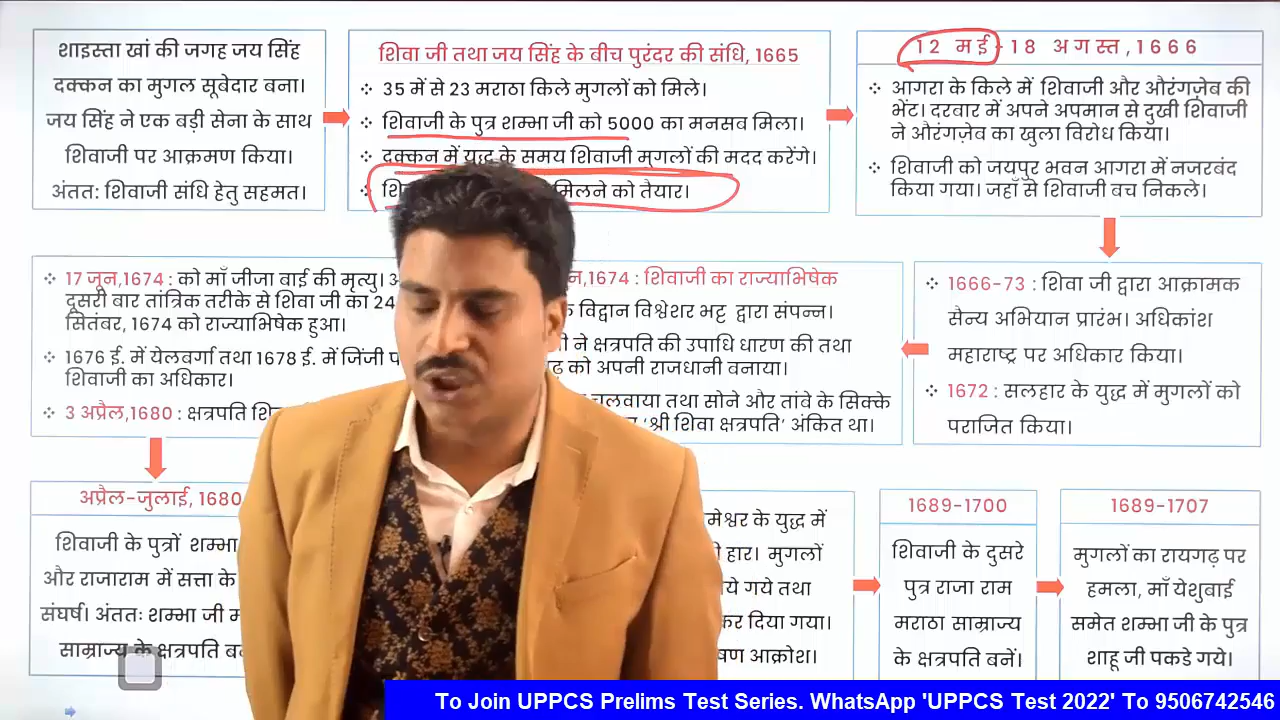 शाइस्ता खां की जगह जय सिंह
दक्कन का मुगल सूबेदार बना।
जय सिंह ने एक बड़ी सेना के साथ
शिवाजी पर आक्रमण किया।
अंतत: शिवाजी संधि हेतु सहमत।
शिवा जी तथा जय सिंह के बीच पुरंदर की संधि, 1665
❖ 35 में से 23 मराठा किले मुगलों को मिले।
❖ शिवाजी के पुत्र शम्भा जी को 5000 का मनसब मिला।
❖ दक्कन में युद्ध के समय शिवाजी मुगलों की मदद करेंगे।
❖ मिलने को तैयार।
12 मई-18 अगस्त,1666
❖ आगरा के किले में शिवाजी और औरंगज़ेब की
भेंट। दरबार में अपने अपमान से दुखी शिवाजी
ने औरंगज़ेब का खुला विरोध किया।
❖ शिवाजी को जयपुर भवन आगरा में नजरबंद
किया गया। जहाँ से शिवाजी बच निकले।
❖ 1666-73 : शिवा जी द्वारा आक्रामक
सैन्य अभियान प्रारंभ। अधिकांश
महाराष्ट्र पर अधिकार किया।
❖ 1672 : सलहार के युद्ध में मुगलों को
पराजित किया।
,1674 : शिवाजी का राज्याभिषेक
के विद्वान विश्वेशर भट्ट द्वारा संपन्न।
ने क्षत्रपति की उपाधि धारण की तथा
को अपनी राजधानी बनाया।
चलवाया तथा सोने और तांबे के सिक्के
'श्री शिवा क्षत्रपति' अंकित था।
❖ 17 जून,1674 : को माँ जीजा बाई की मृत्यु।
दूसरी बार तांत्रिक तरीके से शिवा जी का 24
सितंबर, 1674 को राज्याभिषेक हुआ।
❖ 1676 ई. में येलबर्गा तथा 1678 ई. में जिंजी
शिवाजी का अधिकार।
❖ 3 अप्रैल,1680 : क्षत्रपति
अप्रैल-जुलाई, 1680
शिवाजी के पुत्रों शम्भा
और राजाराम में सत्ता के
संघर्ष। अंततः शम्भा जी
साम्राज्य के क्षत्रपति
के युद्ध में
हार। मुगलों
गये तथा
कर दिया गया।
आक्रोश।
1689-1700
शिवाजी के दुसरे
पुत्र राजा राम
मराठा साम्राज्य
के क्षत्रपति बनें।
1689-1707
मुगलों का रायगढ़ पर
हमला, माँ येशुबाई
समेत शम्भा जी के पुत्र
शाहू जी पकडे गये।
To Join UPPCS Prelims Test Series. WhatsApp 'UPPCS Test 2022' To 9506742546